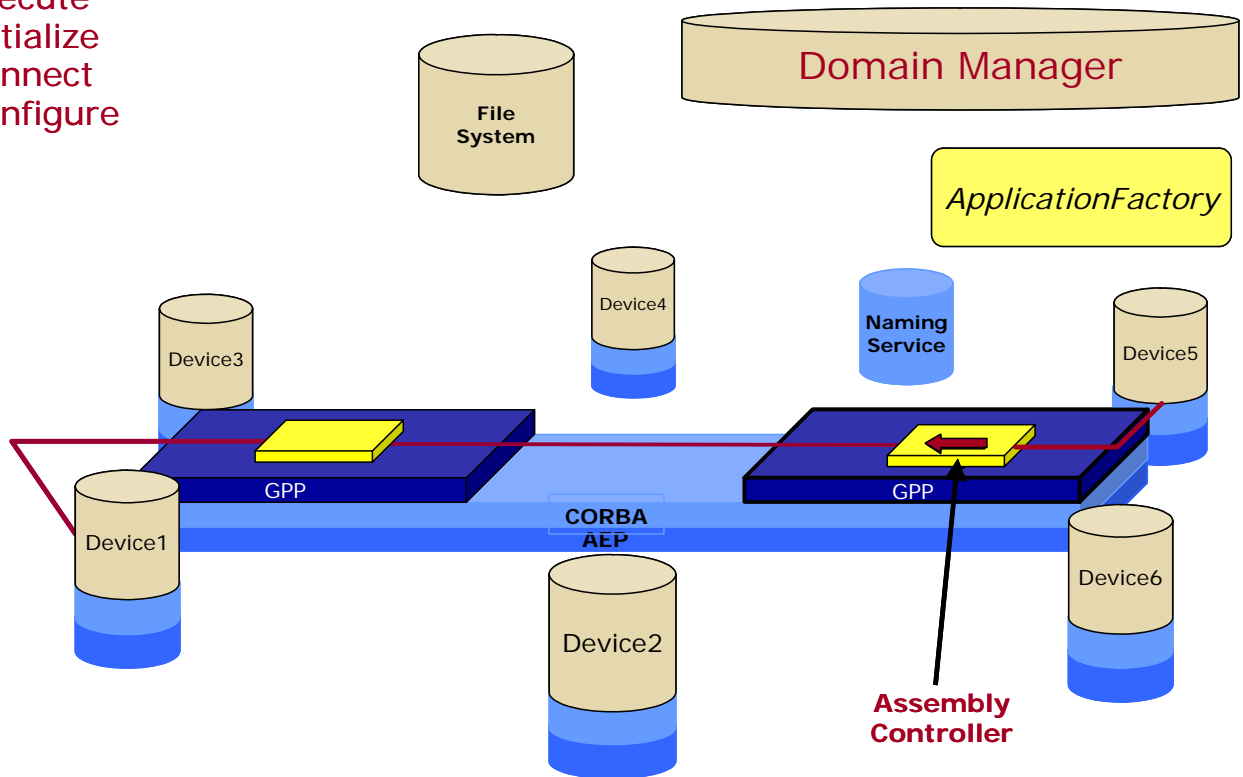 ecute
tialize
nnect
nfigure
Domain Manager
File
System
ApplicationFactory
Device4
Naming
Service
Device3
Device5
GPP
GPP
CORBA
AEP
Device1
Device6
Device2
Assembly
Controller